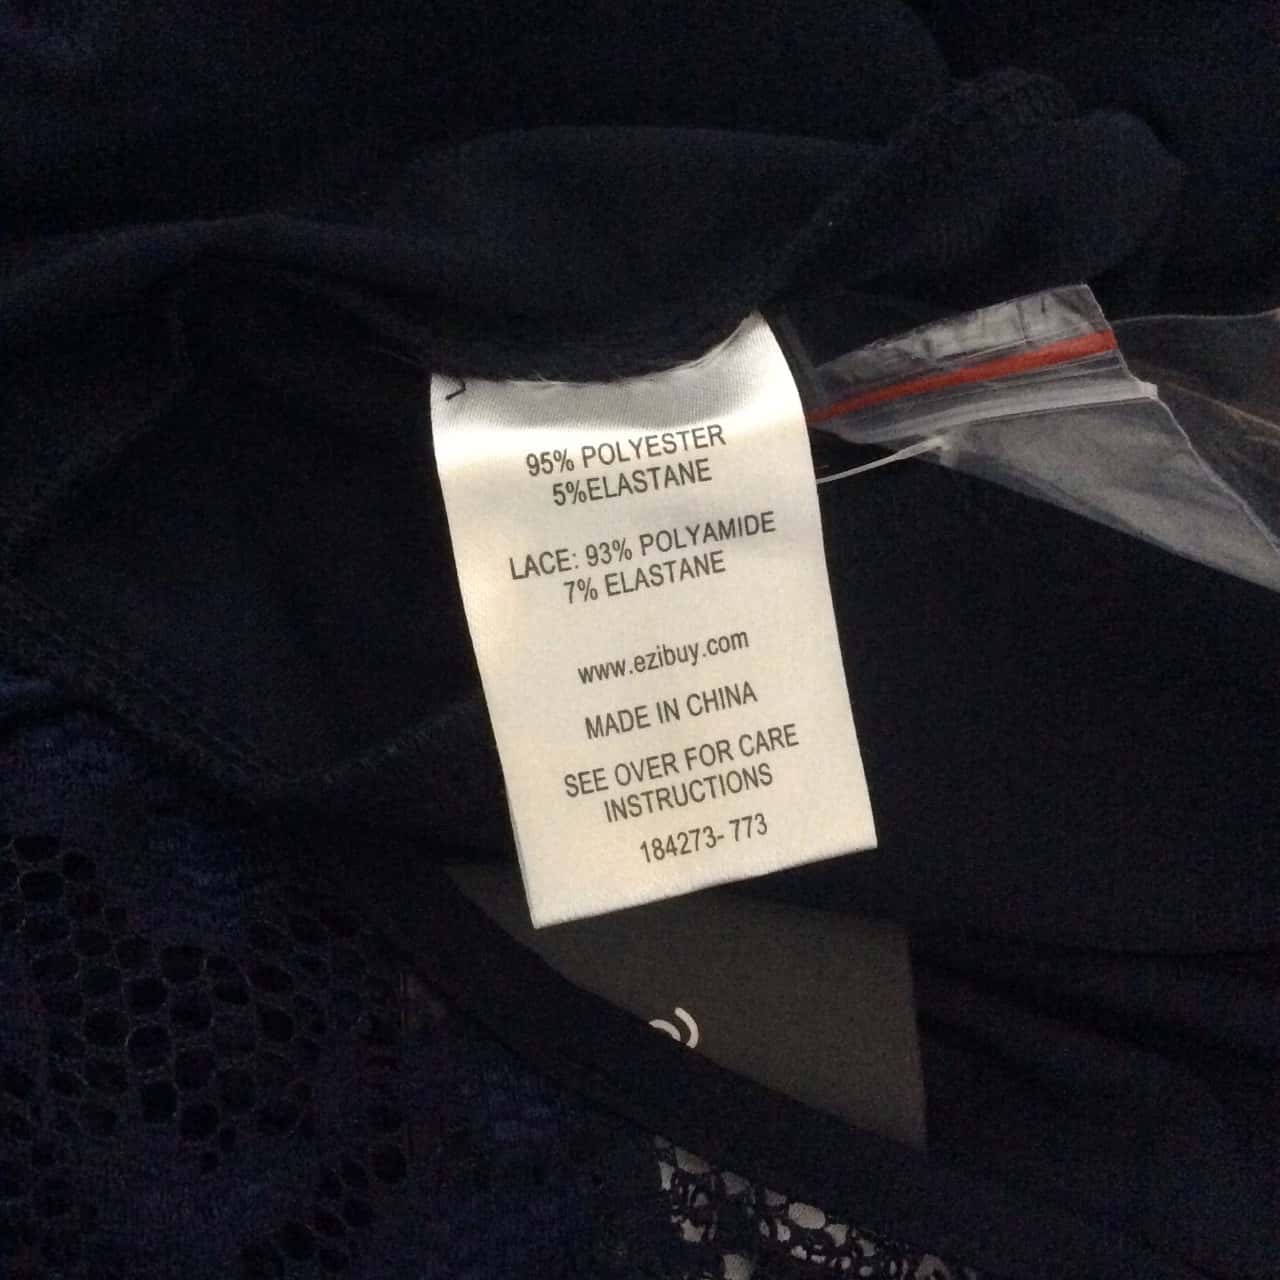 95% POLYESTER
5%ELASTANE
LACE: 93% POLYAMIDE
7% ELASTANE
www.ezibuy.com
MADE IN CHINA
SEE OVER FOR CARE
INSTRUCTIONS
184273- 773